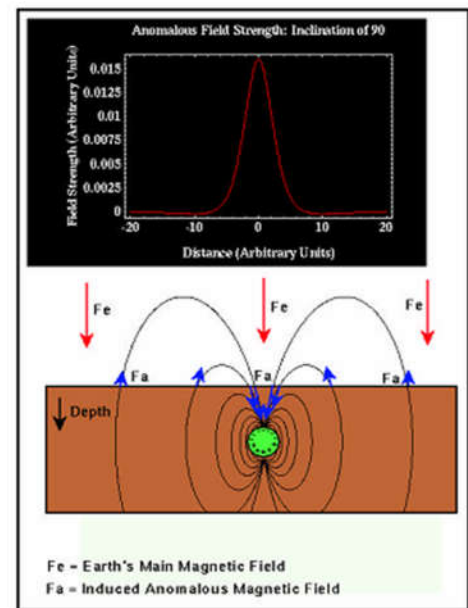 Anomalous Field Strength: Inclination of 90
Field Strength (Arbitrary Units)
0.015
0.0125
0.01
0.0075
0.005
0.0025
0
-20 -10 0 10 20
Distance (Arbitrary Units)
Fe Fe Fe
Fa Fa Fa
Depth
Fe = Earth's Main Magnetic Field
Fa = Induced Anomalous Magnetic Field